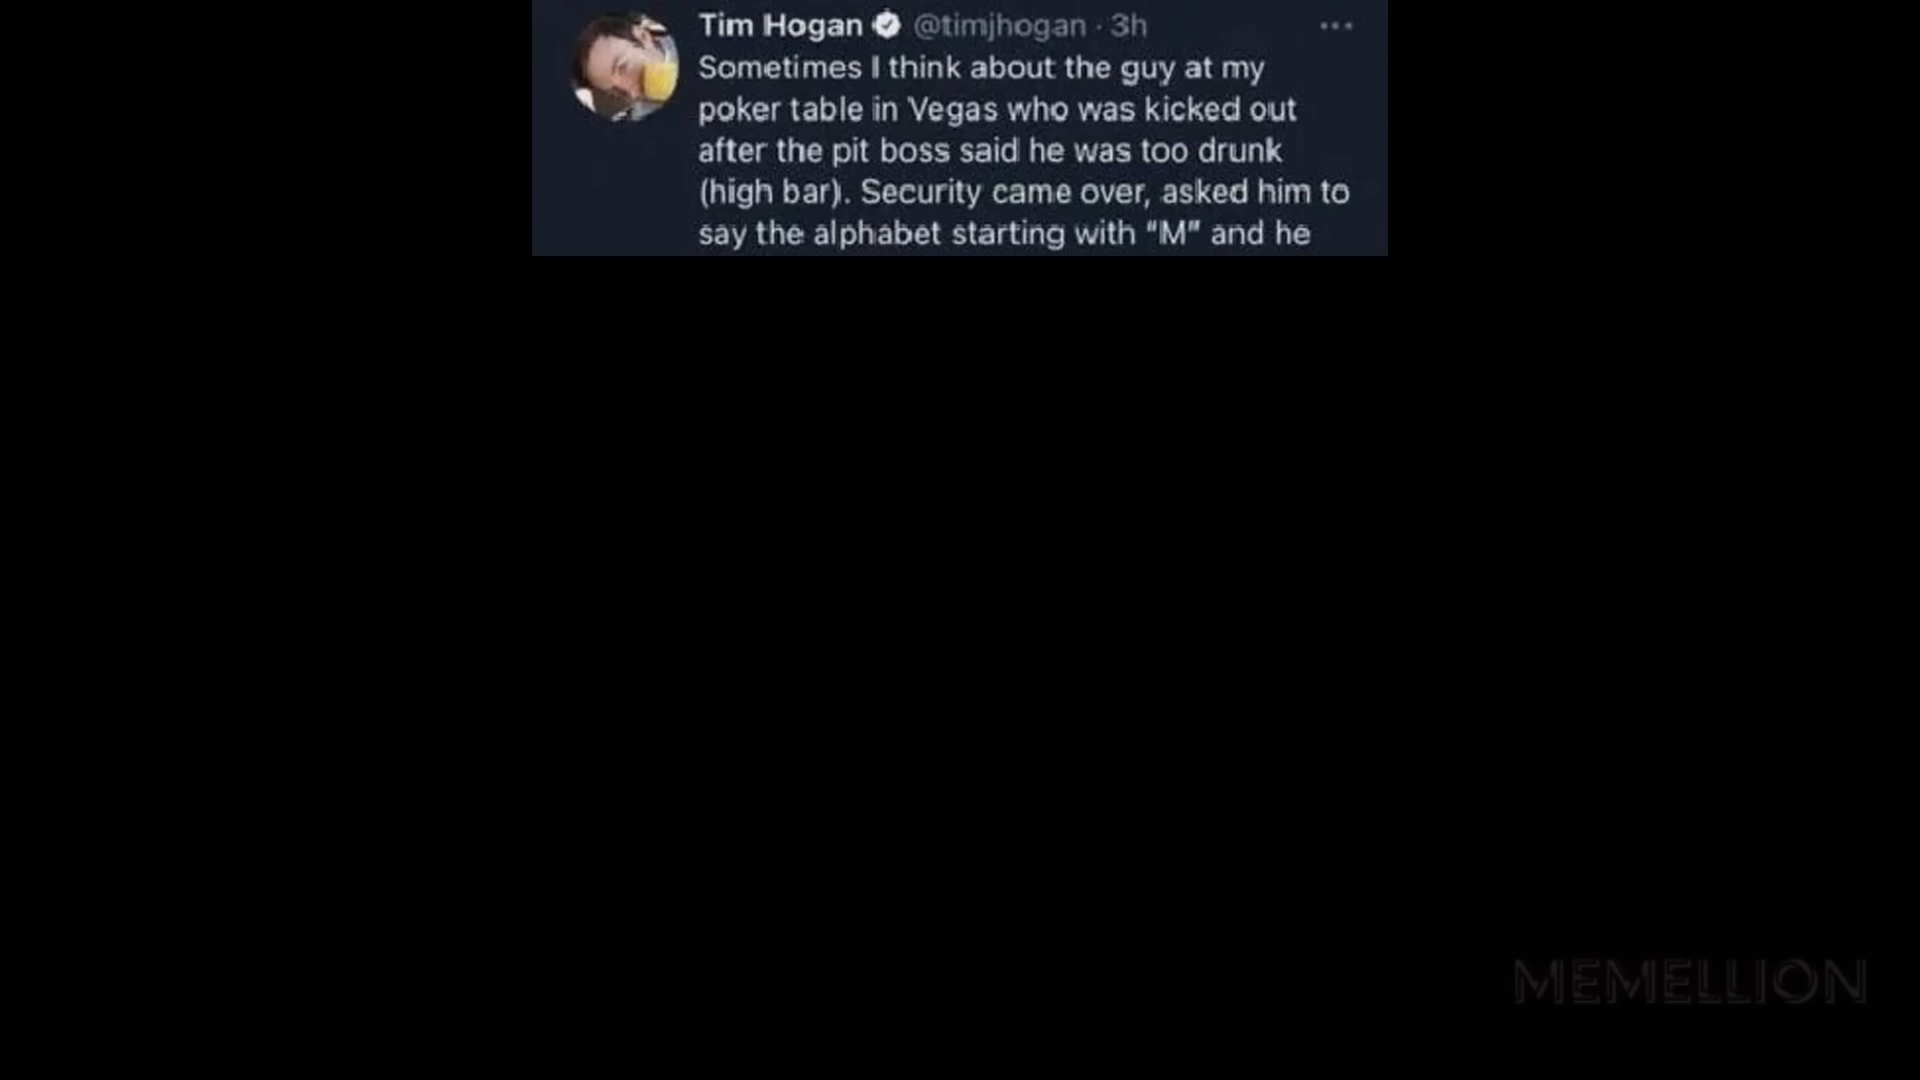 Tim Hogan @timjhogan · 3h ...
Sometimes I think about the guy at my
poker table in Vegas who was kicked out
after the pit boss said he was too drunk
(high bar). Security came over, asked him to
say the alphabet starting with “M” and he
MEMELLION